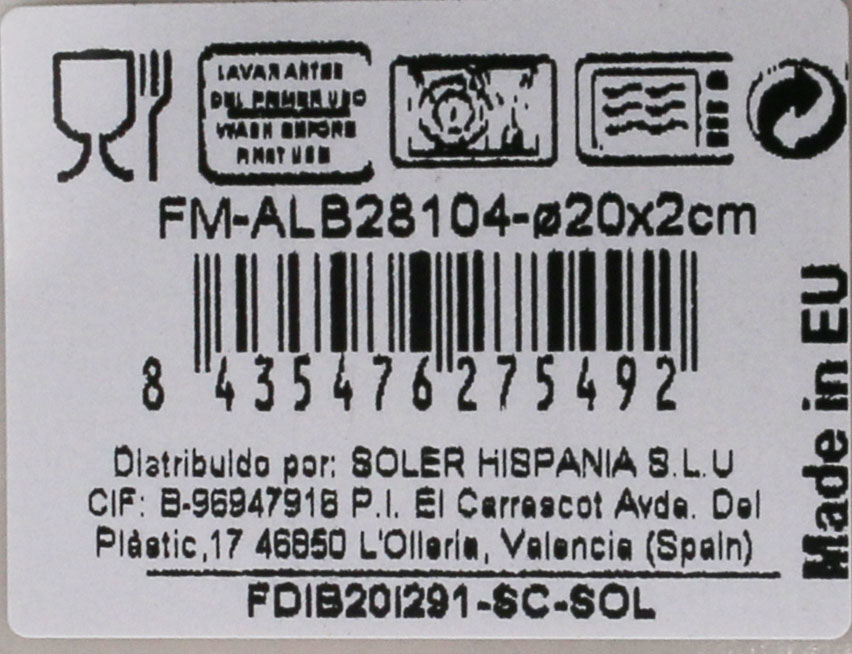 LAVAR ANTES
DEL PRIMER USO
WASH BEFORE
FIRST USE
FM-ALB28104-ø20x2cm
8 435476 275492
Made in EU
Distribuido por: SOLER HISPANIA S.L.U
CIF: B-96947916 P.I. El Carrascot Avda. Del
Plàstic,17 46850 L'Olleria, Valencia (Spain)
FDIB201291-SC-SOL